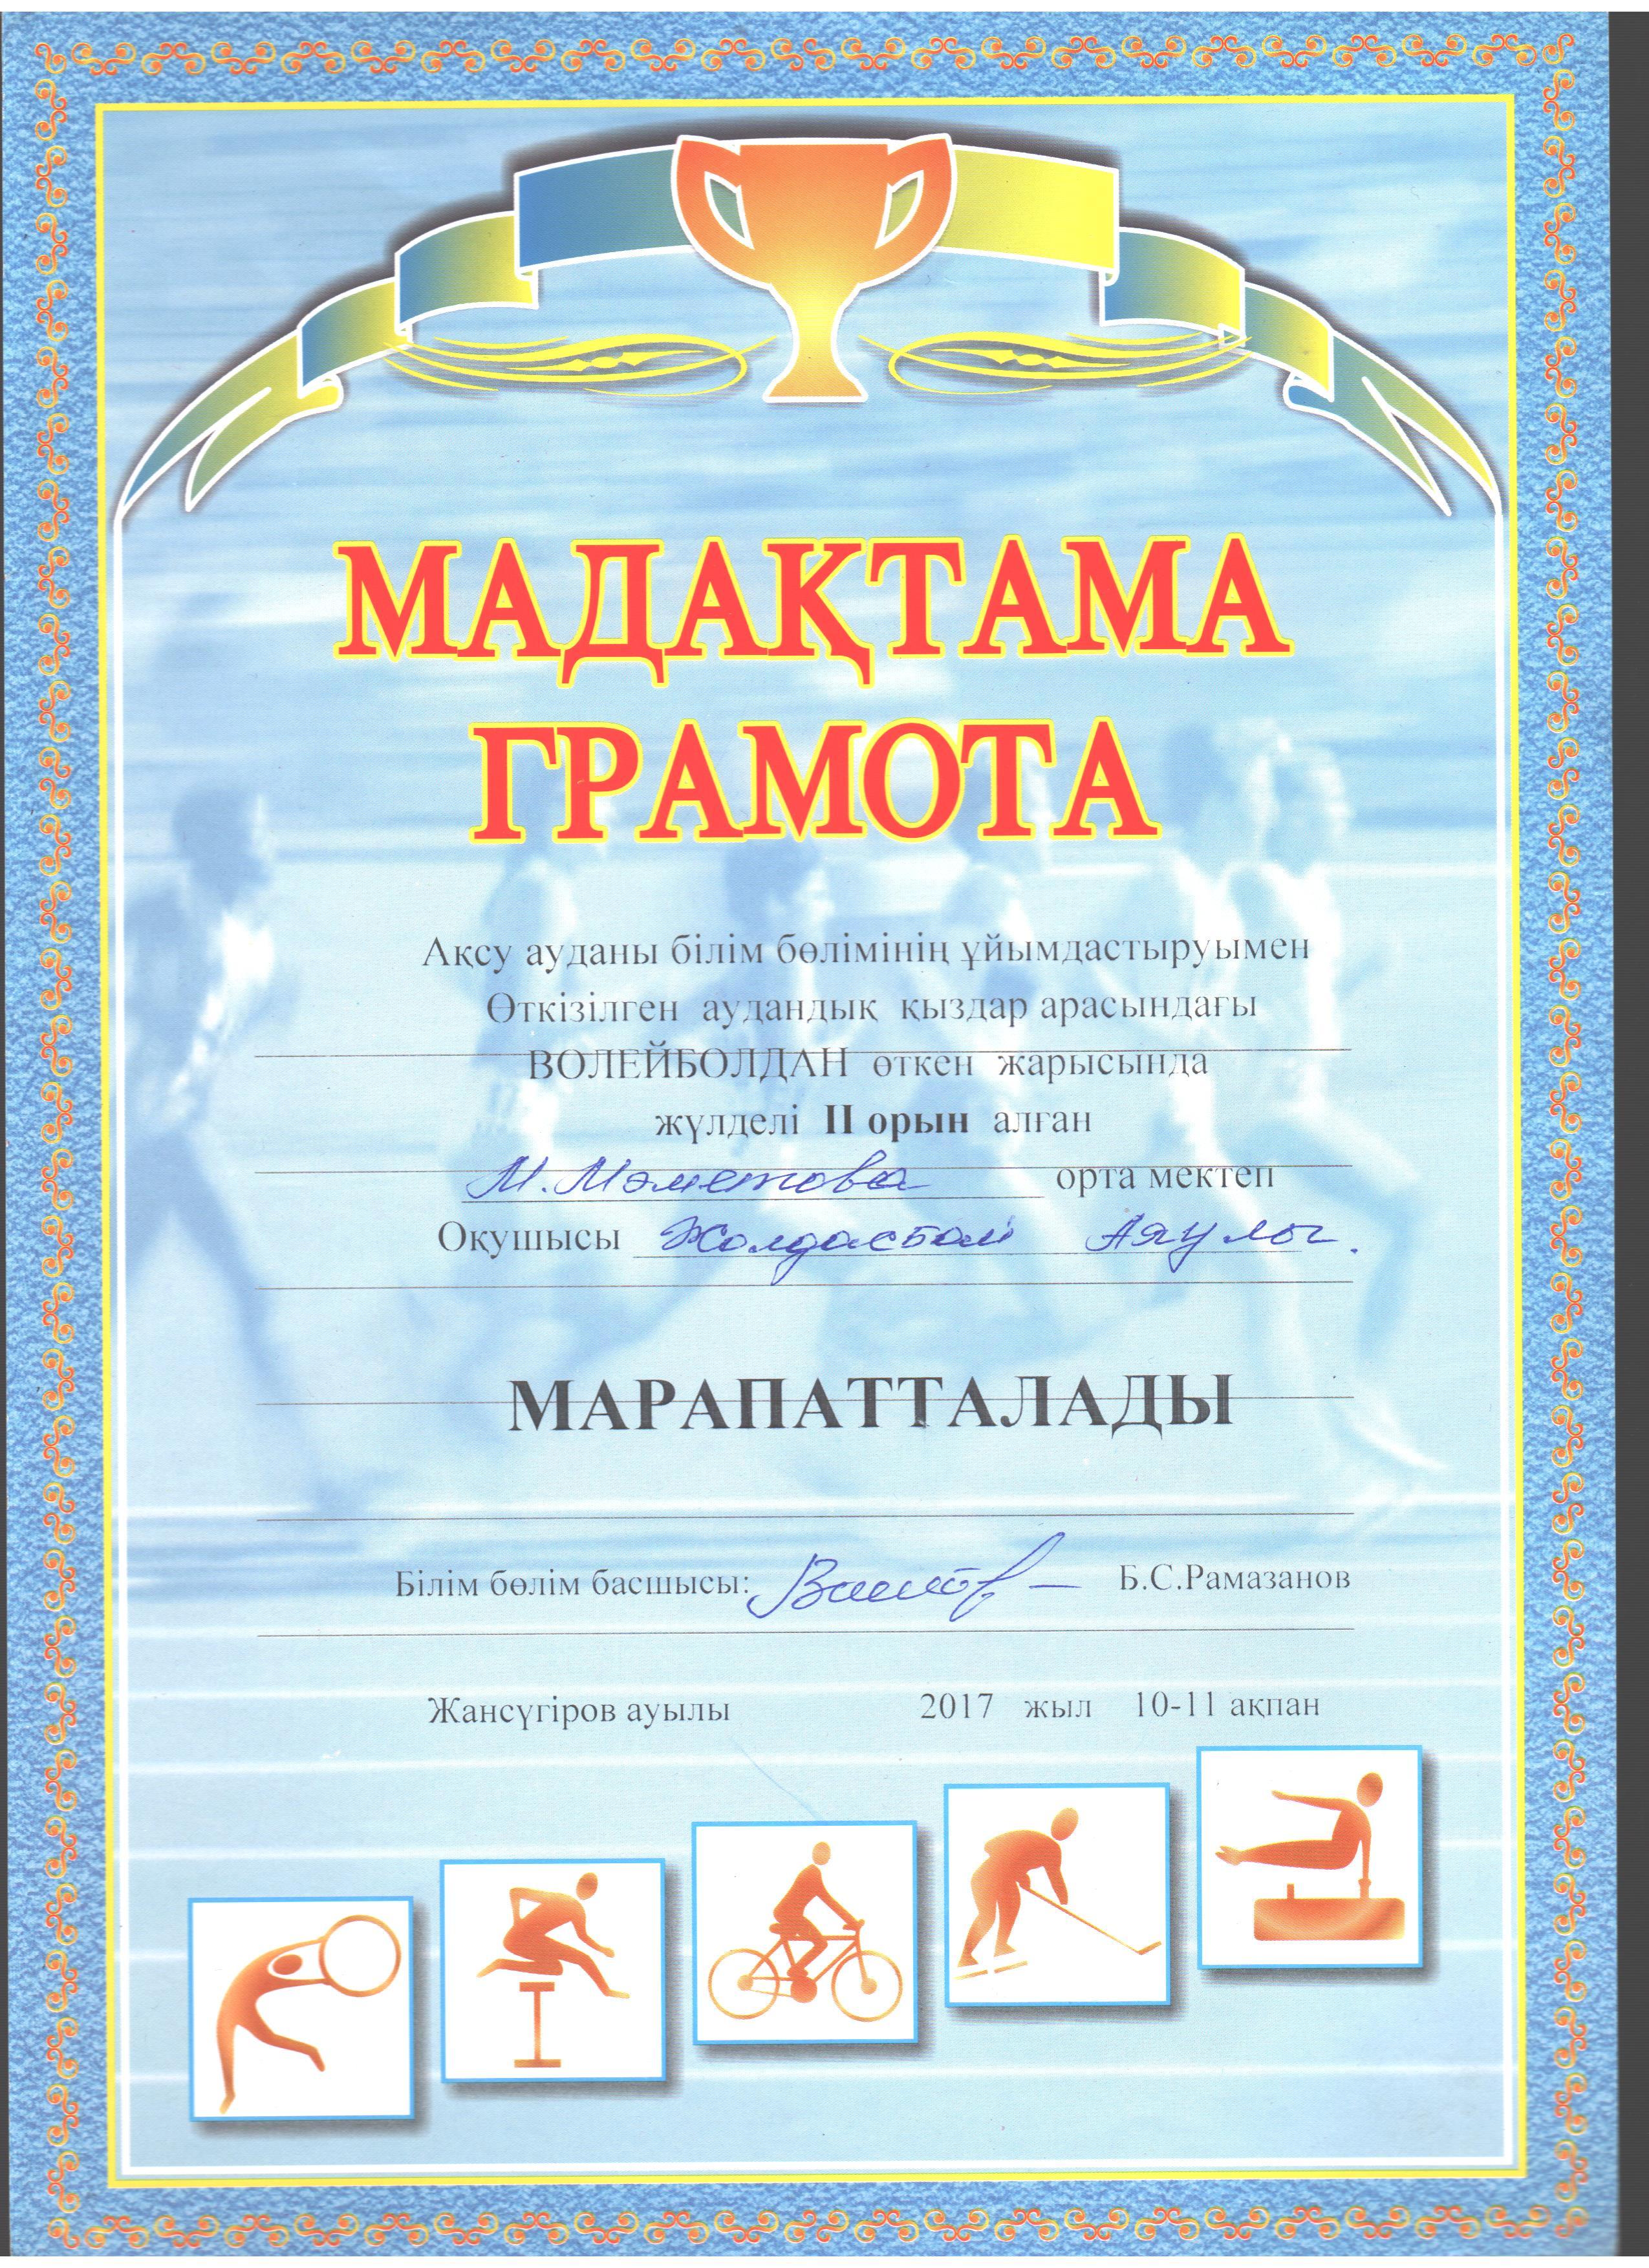 МАДАҚТАМА
ГРАМОТА
Ақсу ауданы білім бөлімінің ұйымдастыруымен
Өткізілген аудандық қыздар арасындағы
ВОЛЕЙБОЛДАН өткен жарысында
жүлделі II орын алған
М.Мәметова орта мектеп
Оқушысы Жолдасбай Аяулы.
МАРАПАТТАЛАДЫ
Білім бөлім басшысы: Б.С.Рамазанов
Жансүгіров ауылы 2017 жыл 10-11 ақпан